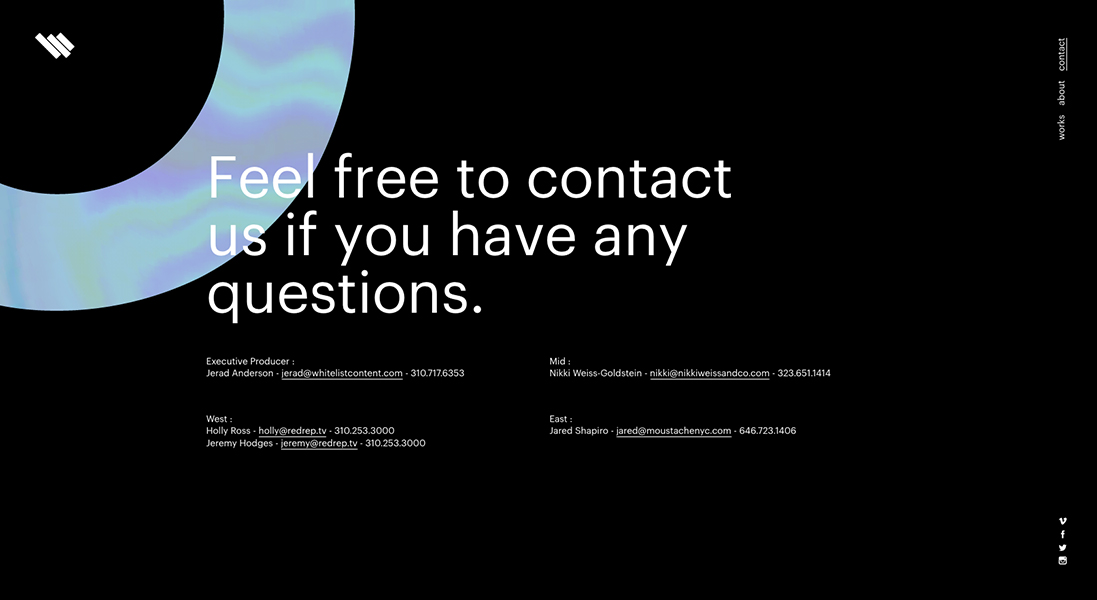 contact
about
works
Feel free to contact
us if you have any
questions.
Executive Producer :
Jerad Anderson - jerad@whitelistcontent.com - 310.717.6353
Mid :
Nikki Weiss-Goldstein - nikki@nikkiweissandco.com - 323.651.1414
West :
Holly Ross - holly@redrep.tv - 310.253.3000
Jeremy Hodges - jeremy@redrep.tv - 310.253.3000
East :
Jared Shapiro - jared@moustachenyc.com - 646.723.1406